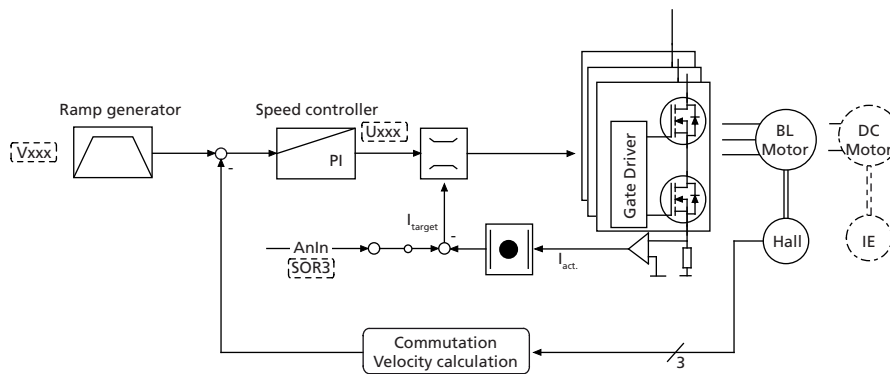 Ramp generator
Speed controller
Vxxx
Uxxx
PI
Gate Driver
BL
Motor
DC
Motor
-
Itarget
AnIn
SOR3
-
Iact.
Hall
IE
Commutation
Velocity calculation
3